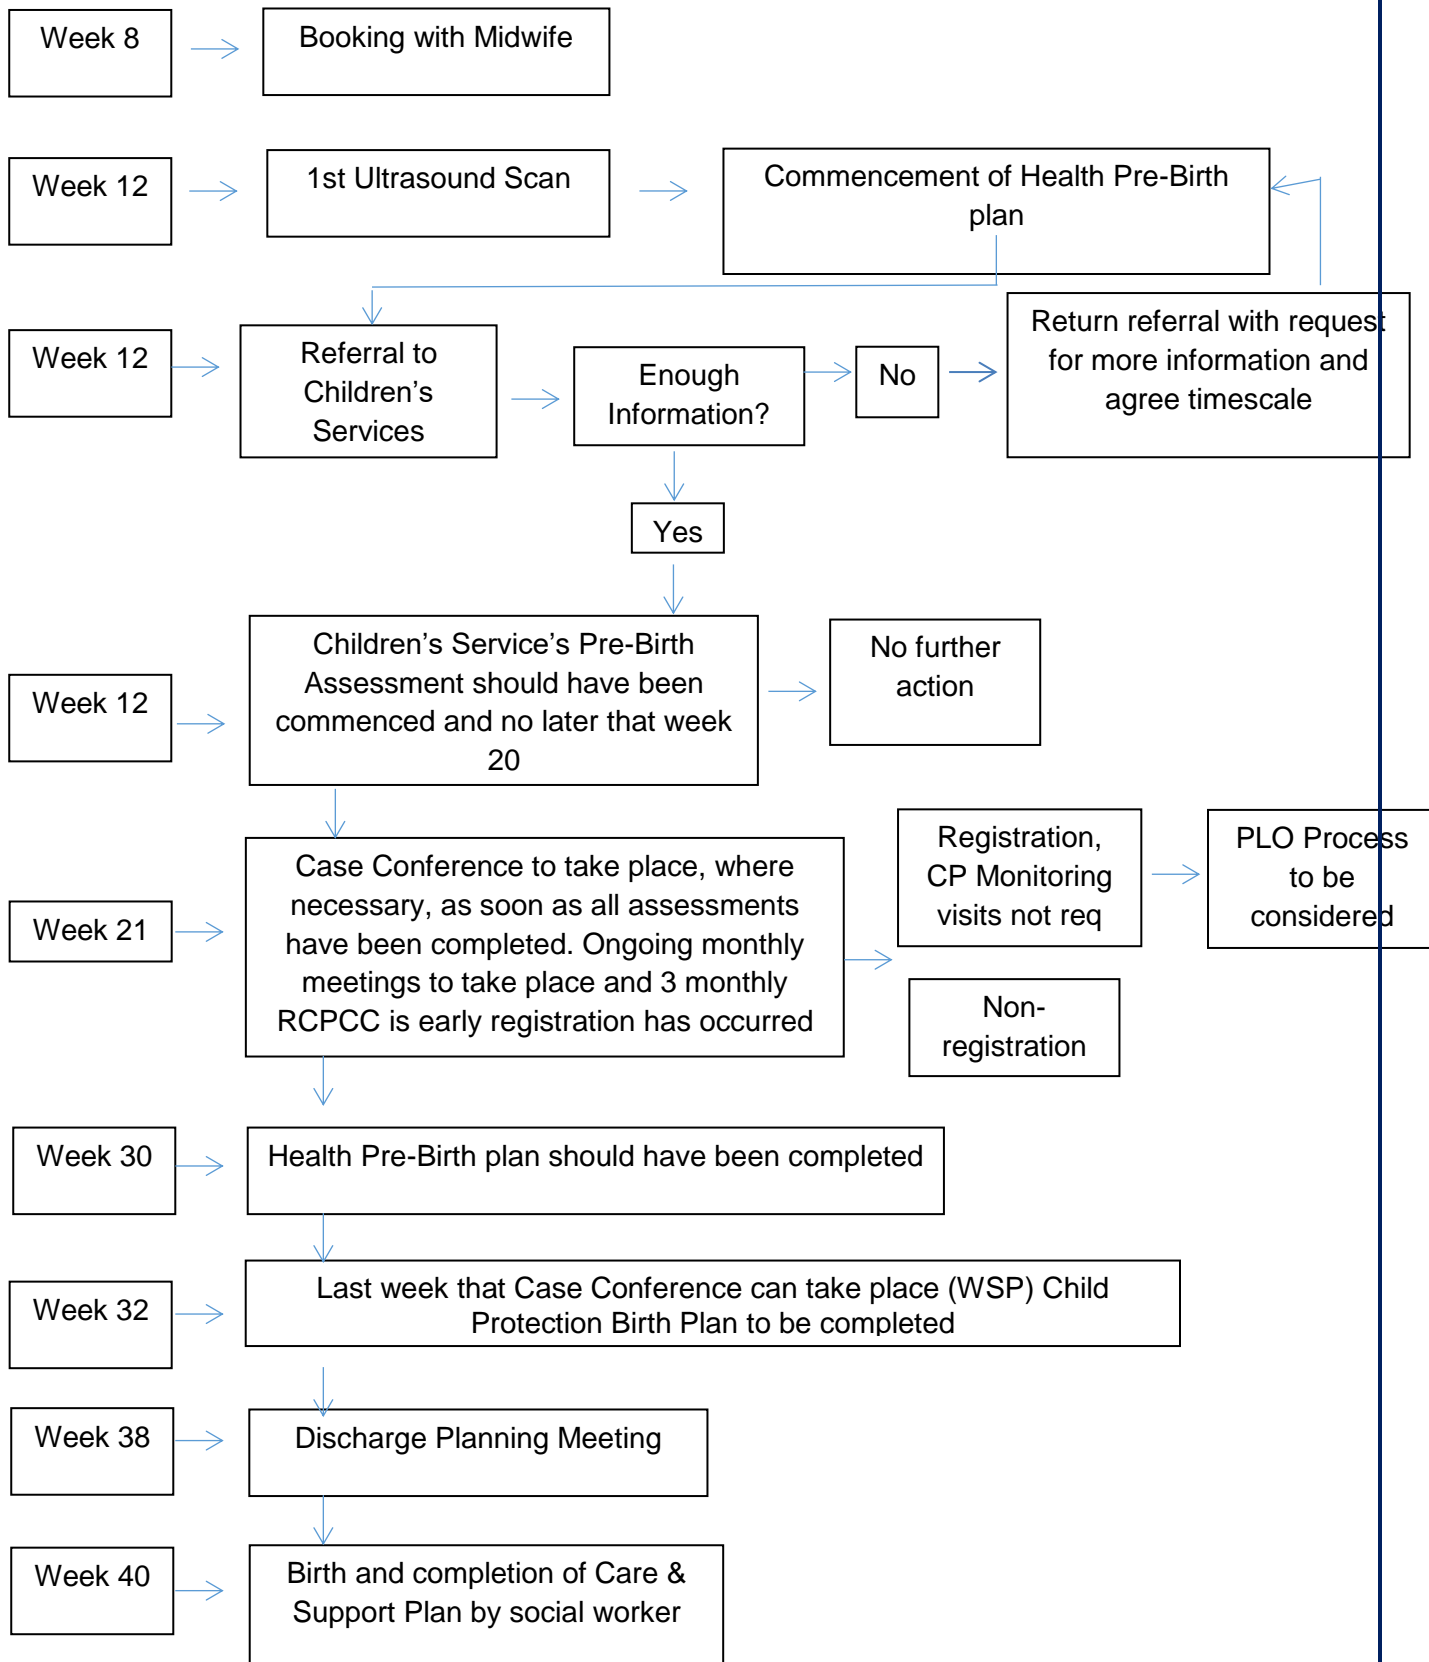 Week 8
Booking with Midwife
Week 12
1st Ultrasound Scan
Commencement of Health Pre-Birth
plan
Week 12
Referral to
Children’s
Services
Enough
Information?
No
Return referral with request
for more information and
agree timescale
Yes
Week 12
Children’s Service’s Pre-Birth
Assessment should have been
commenced and no later that week
20
No further
action
Week 21
Case Conference to take place, where
necessary, as soon as all assessments
have been completed. Ongoing monthly
meetings to take place and 3 monthly
RCPCC is early registration has occurred
Registration,
CP Monitoring
visits not req
PLO Process
to be
considered
Non-
registration
Week 30
Health Pre-Birth plan should have been completed
Week 32
Last week that Case Conference can take place (WSP) Child
Protection Birth Plan to be completed
Week 38
Discharge Planning Meeting
Week 40
Birth and completion of Care &
Support Plan by social worker